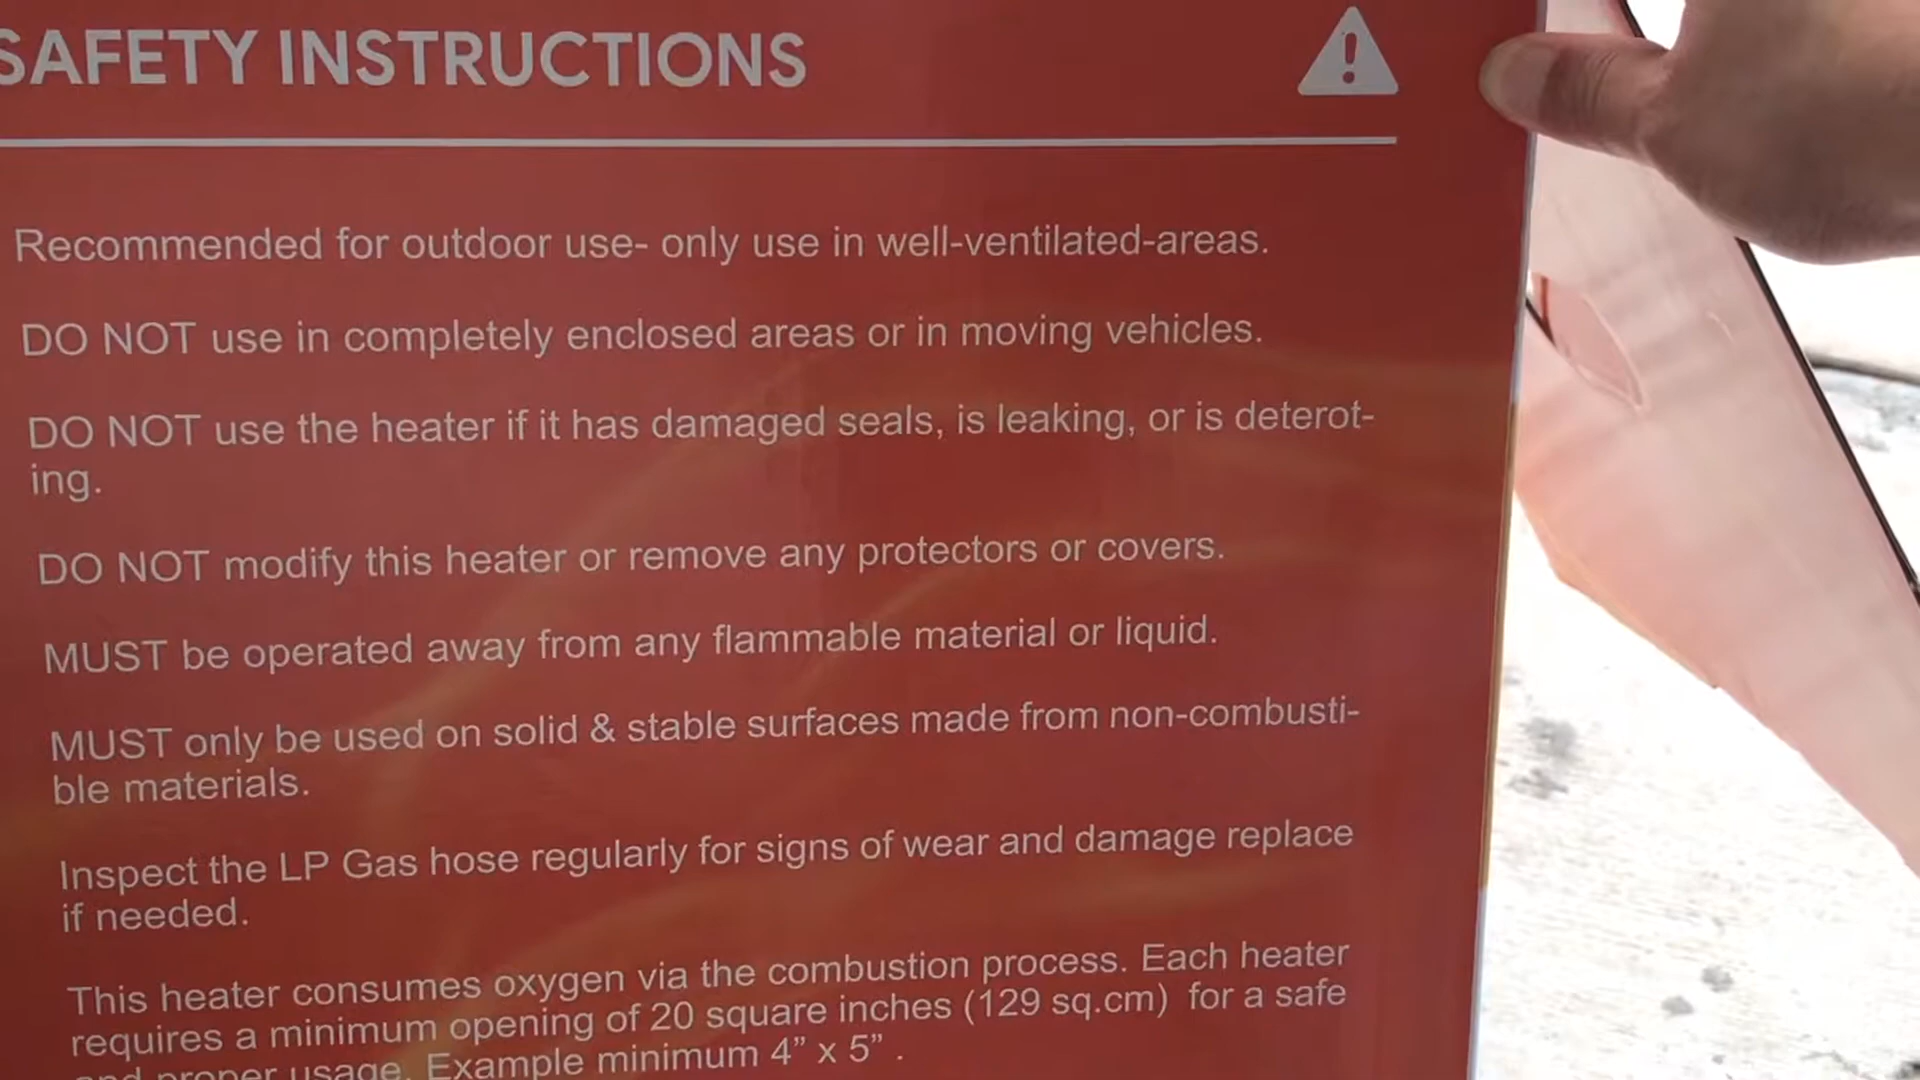 SAFETY INSTRUCTIONS
Recommended for outdoor use- only use in well-ventilated-areas.
DO NOT use in completely enclosed areas or in moving vehicles.
DO NOT use the heater if it has damaged seals, is leaking, or is deterot-
ing.
DO NOT modify this heater or remove any protectors or covers.
MUST be operated away from any flammable material or liquid.
MUST only be used on solid & stable surfaces made from non-combusti-
ble materials.
Inspect the LP Gas hose regularly for signs of wear and damage replace
if needed.
This heater consumes oxygen via the combustion process. Each heater
requires a minimum opening of 20 square inches (129 sq.cm) for a safe
and proper usage. Example minimum 4” x 5” .